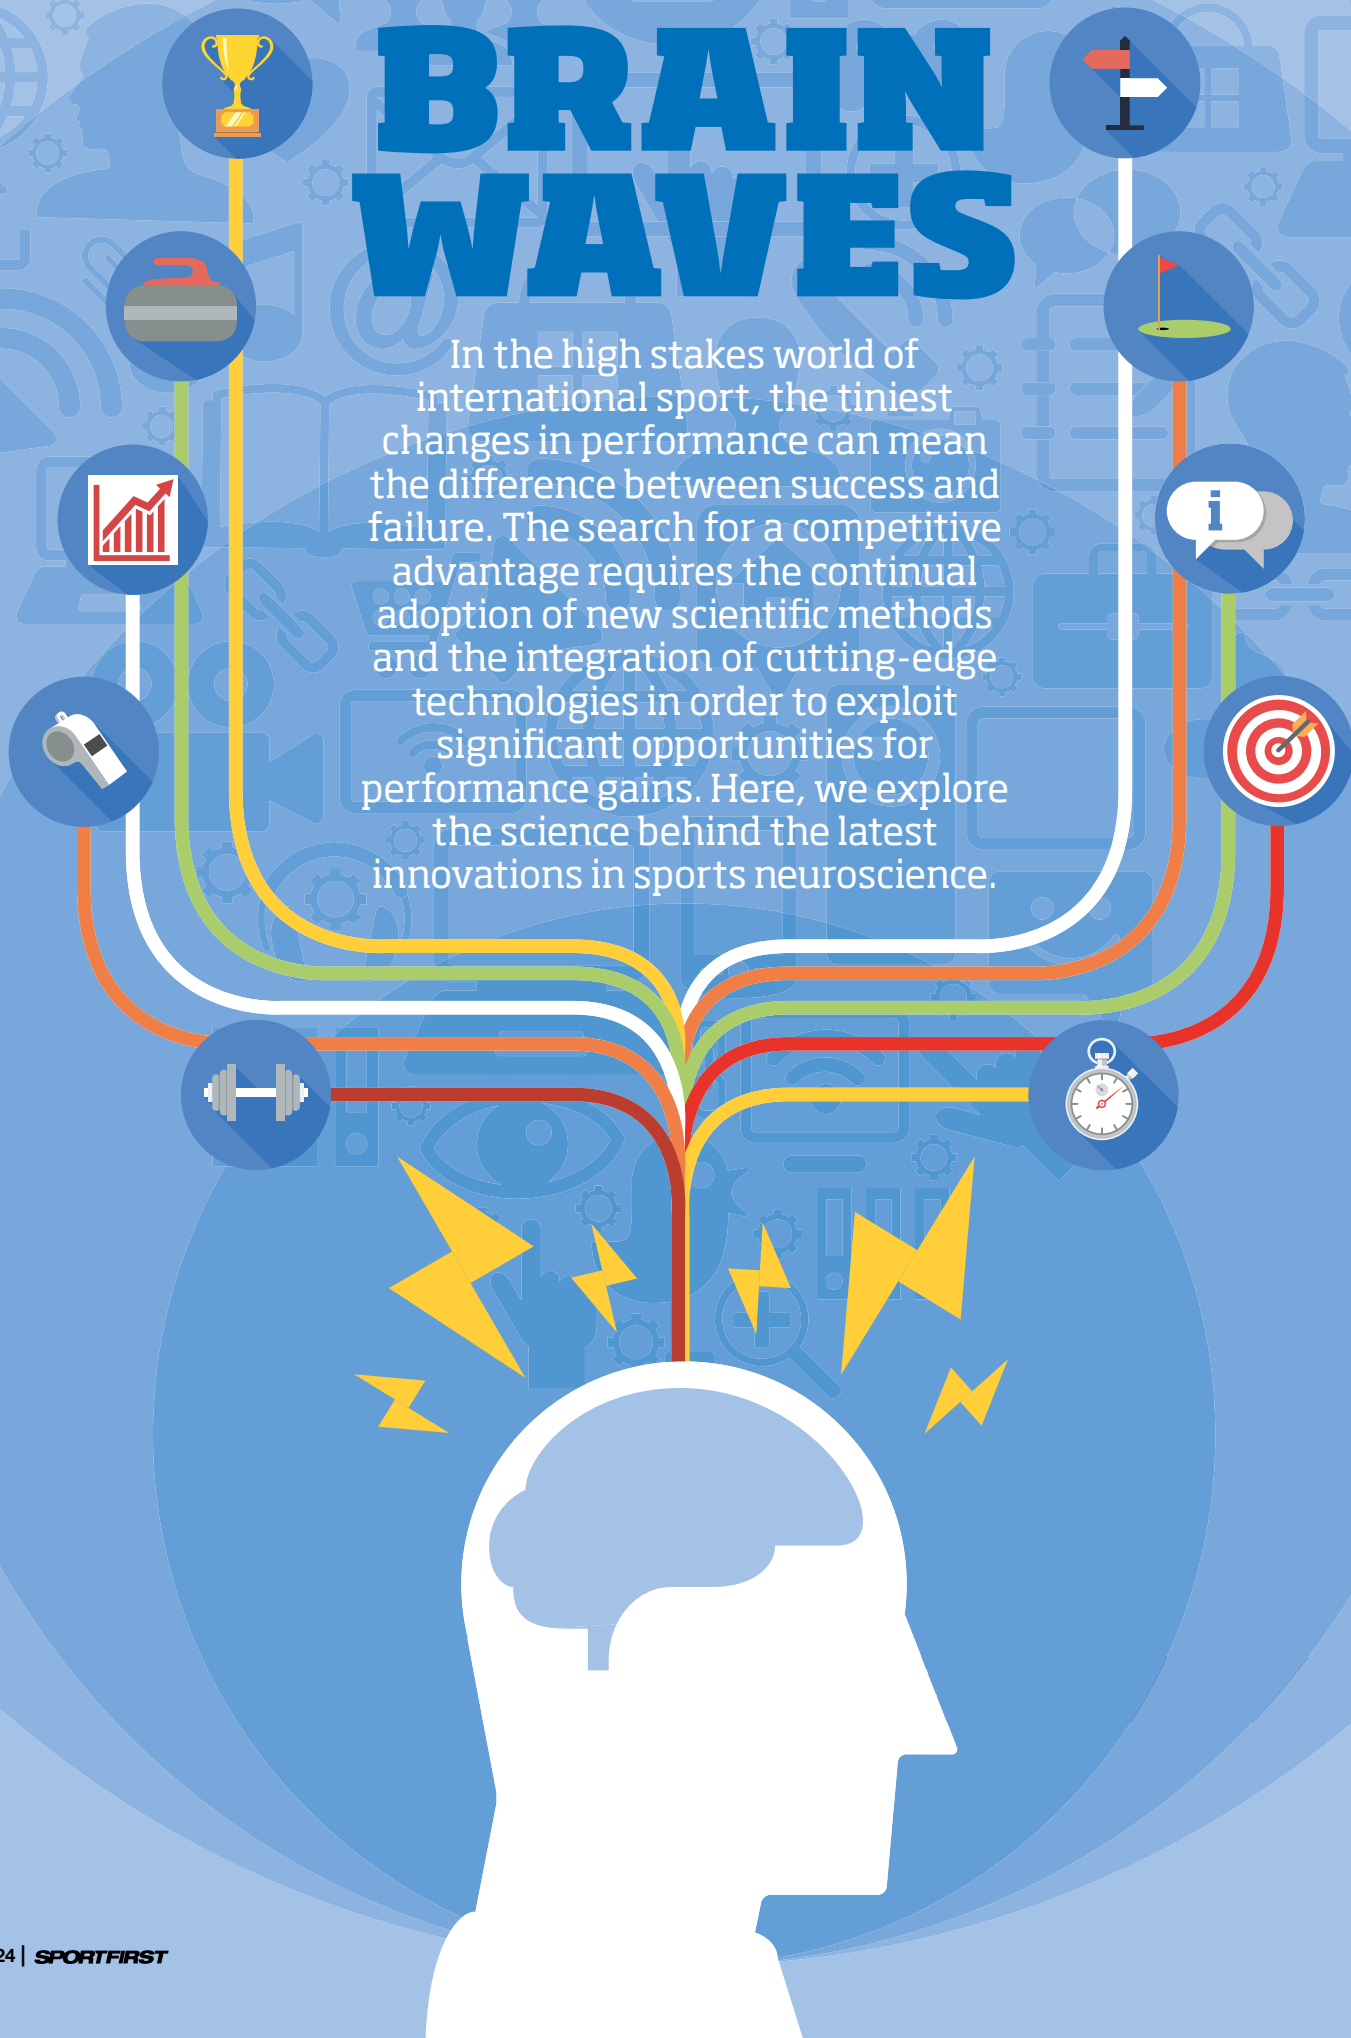 BRAIN
WAVES
In the high stakes world of
international sport, the tiniest
changes in performance can mean
the difference between success and
failure. The search for a competitive
advantage requires the continual
adoption of new scientific methods
and the integration of cutting-edge
technologies in order to exploit
significant opportunities for
performance gains. Here, we explore
the science behind the latest
innovations in sports neuroscience.
i
24 | SPORTFIRST